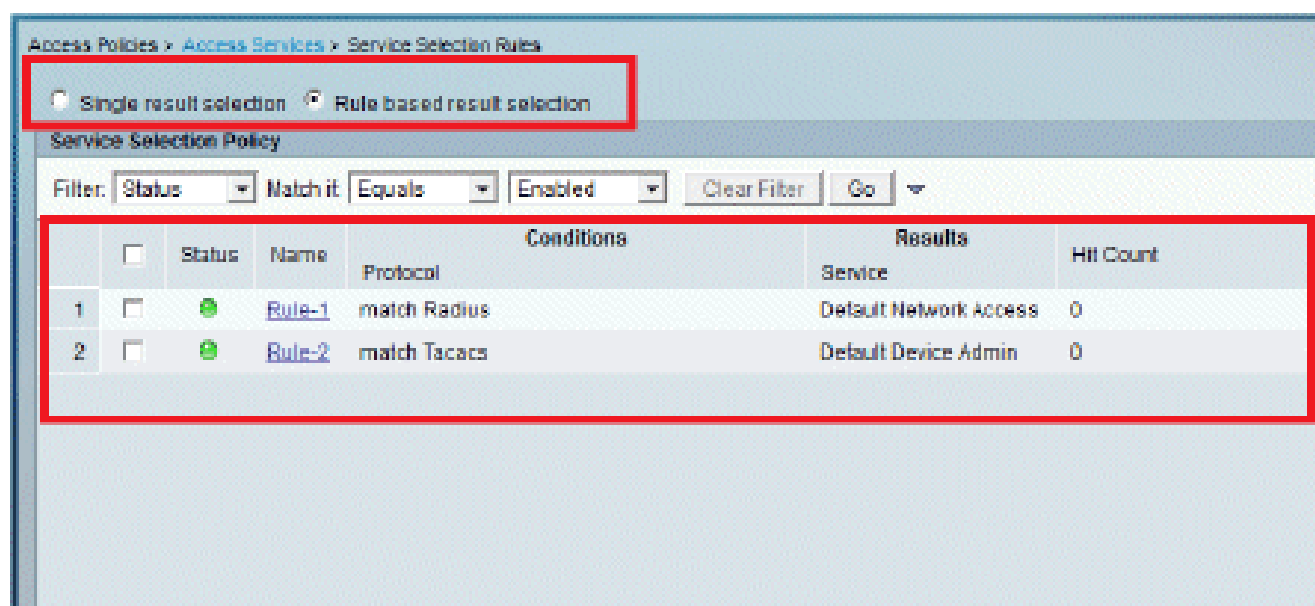 Access Policies > Access Services > Service Selection Rules
Single result selection Rule based result selection
Service Selection Policy
Filter: Status Match if: Equals Enabled Clear Filter Go
Conditions Results
Status Name Hit Count
Protocol Service
1 Rule-1 match Radius Default Network Access 0
2 Rule-2 match Tacacs Default Device Admin 0